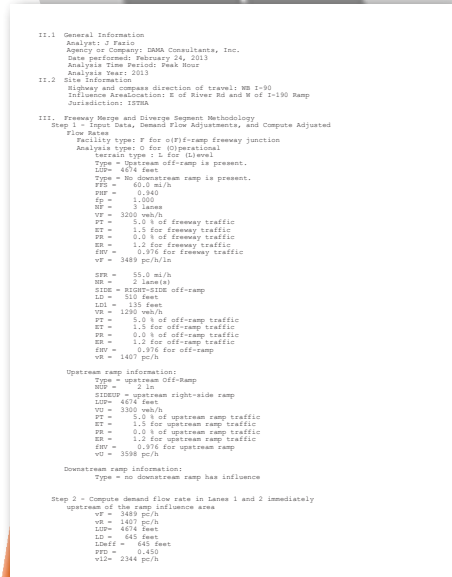 II.1 General Information
Analyst: J Fazio
Agency or Company: DAMA Consultants, Inc.
Date performed: February 24, 2013
Analysis Time Period: Peak Hour
Analysis Year: 2013
II.2 Site Information
Highway and compass direction of travel: WB I-90
Influence AreaLocation: E of River Rd and W of I-190 Ramp
Jurisdiction: ISTHA
III. Freeway Merge and Diverge Segment Methodology
Step 1 - Input Data, Demand Flow Adjustments, and Compute Adjusted
Flow Rates
Facility type: F for o(F)f-ramp freeway junction
Analysis type: O for (O)perational
terrain type : L for (L)evel
Type = Upstream off-ramp is present.
LUP= 4674 feet
Type = No downstream ramp is present.
FFS = 60.0 mi/h
PHF = 0.940
fp = 1.000
NF = 3 lanes
VF = 3200 veh/h
PT = 5.0 % of freeway traffic
ET = 1.5 for freeway traffic
PR = 0.0 % of freeway traffic
ER = 1.2 for freeway traffic
fHV = 0.976 for freeway traffic
vF = 3489 pc/h/ln
SFR = 55.0 mi/h
NR = 2 lane(s)
SIDE = RIGHT-SIDE off-ramp
LD = 510 feet
LD1 = 135 feet
VR = 1290 veh/h
PT = 5.0 % of off-ramp traffic
ET = 1.5 for off-ramp traffic
PR = 0.0 % of off-ramp traffic
ER = 1.2 for off-ramp traffic
fHV = 0.976 for off-ramp
vR = 1407 pc/h
Upstream ramp information:
Type = upstream Off-Ramp
NUP = 2 ln
SIDEUP = upstream right-side ramp
LUP= 4674 feet
VU = 3300 veh/h
PT = 5.0 % of upstream ramp traffic
ET = 1.5 for upstream ramp traffic
PR = 0.0 % of upstream ramp traffic
ER = 1.2 for upstream ramp traffic
fHV = 0.976 for upstream ramp
vU = 3598 pc/h
Downstream ramp information:
Type = no downstream ramp has influence
Step 2 - Compute demand flow rate in Lanes 1 and 2 immediately
upstream of the ramp influence area
vF = 3489 pc/h
vR = 1407 pc/h
LUP= 4674 feet
LD = 645 feet
LDeff = 645 feet
PFD = 0.450
v12= 2344 pc/h